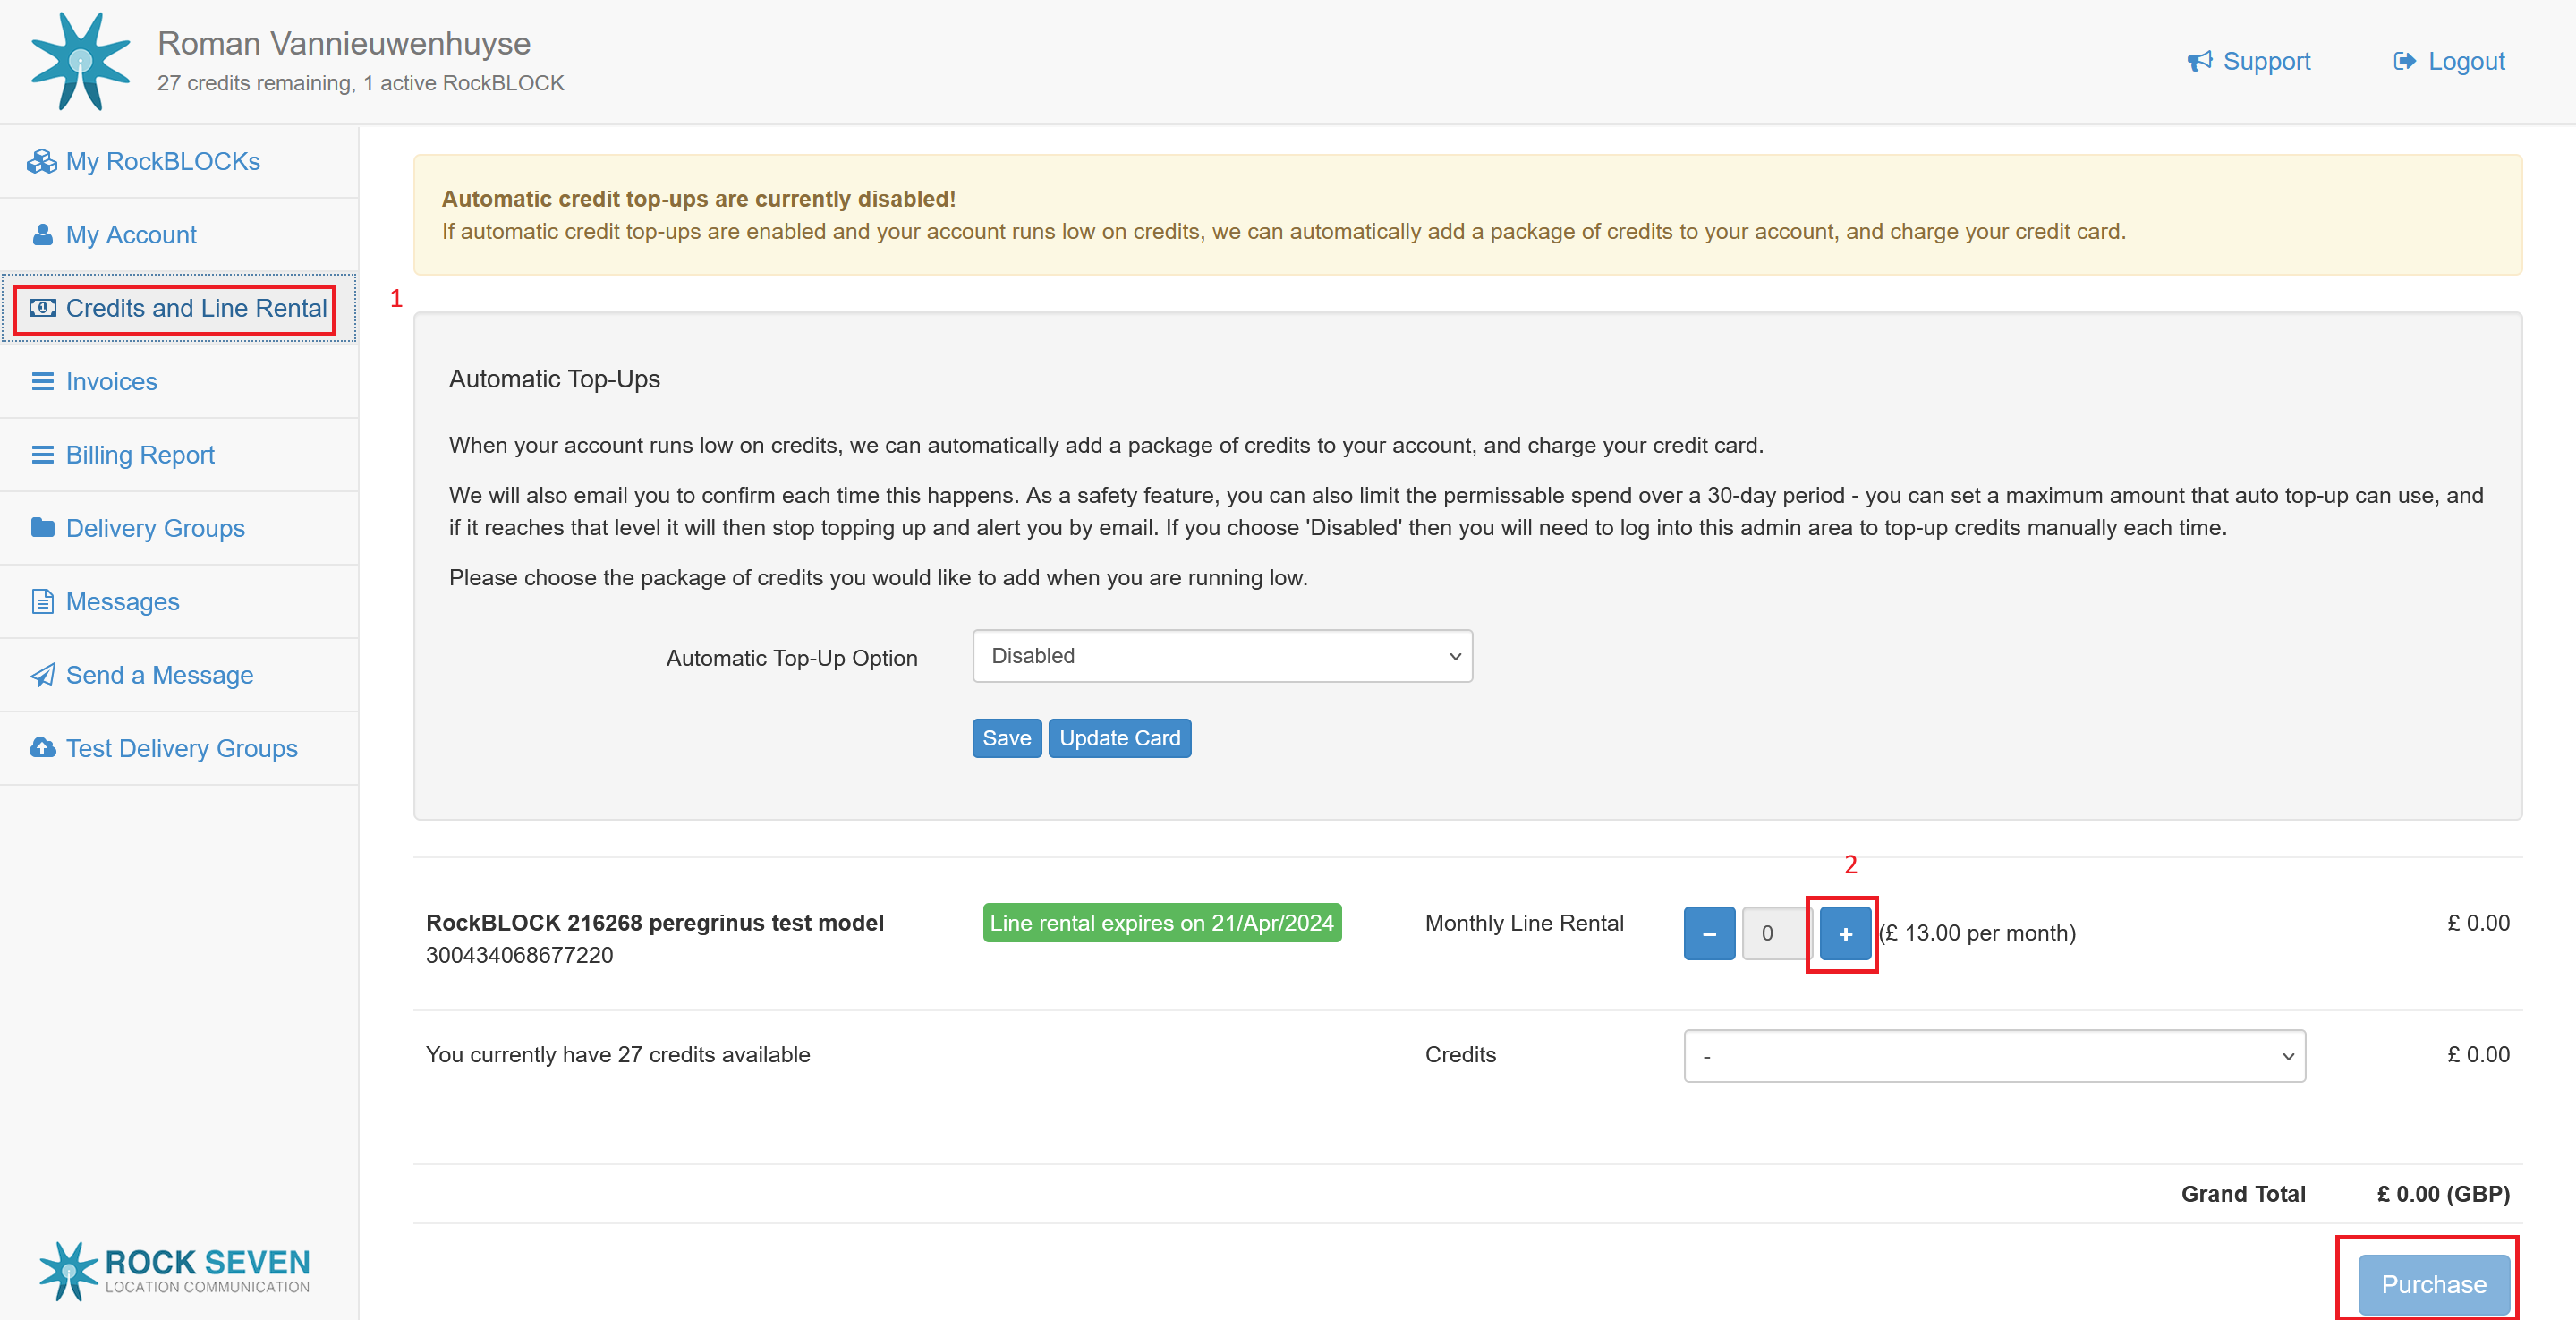 Roman Vannieuwenhuyse
27 credits remaining, 1 active RockBLOCK
Support
Logout
My RockBLOCKs
My Account
Credits and Line Rental
Invoices
Billing Report
Delivery Groups
Messages
Send a Message
Test Delivery Groups
ROCK SEVEN
LOCATION COMMUNICATION
Automatic credit top-ups are currently disabled!
If automatic credit top-ups are enabled and your account runs low on credits, we can automatically add a package of credits to your account, and charge your credit card.
1
Automatic Top-Ups
When your account runs low on credits, we can automatically add a package of credits to your account, and charge your credit card.
We will also email you to confirm each time this happens. As a safety feature, you can also limit the permissable spend over a 30-day period - you can set a maximum amount that auto top-up can use, and
if it reaches that level it will then stop topping up and alert you by email. If you choose 'Disabled' then you will need to log into this admin area to top-up credits manually each time.
Please choose the package of credits you would like to add when you are running low.
Automatic Top-Up Option
Disabled
Save
Update Card
2
RockBLOCK 216268 peregrinus test model
300434068677220
Line rental expires on 21/Apr/2024
Monthly Line Rental
- 0 + (£ 13.00 per month)
£ 0.00
You currently have 27 credits available
Credits
-
£ 0.00
Grand Total
£ 0.00 (GBP)
Purchase